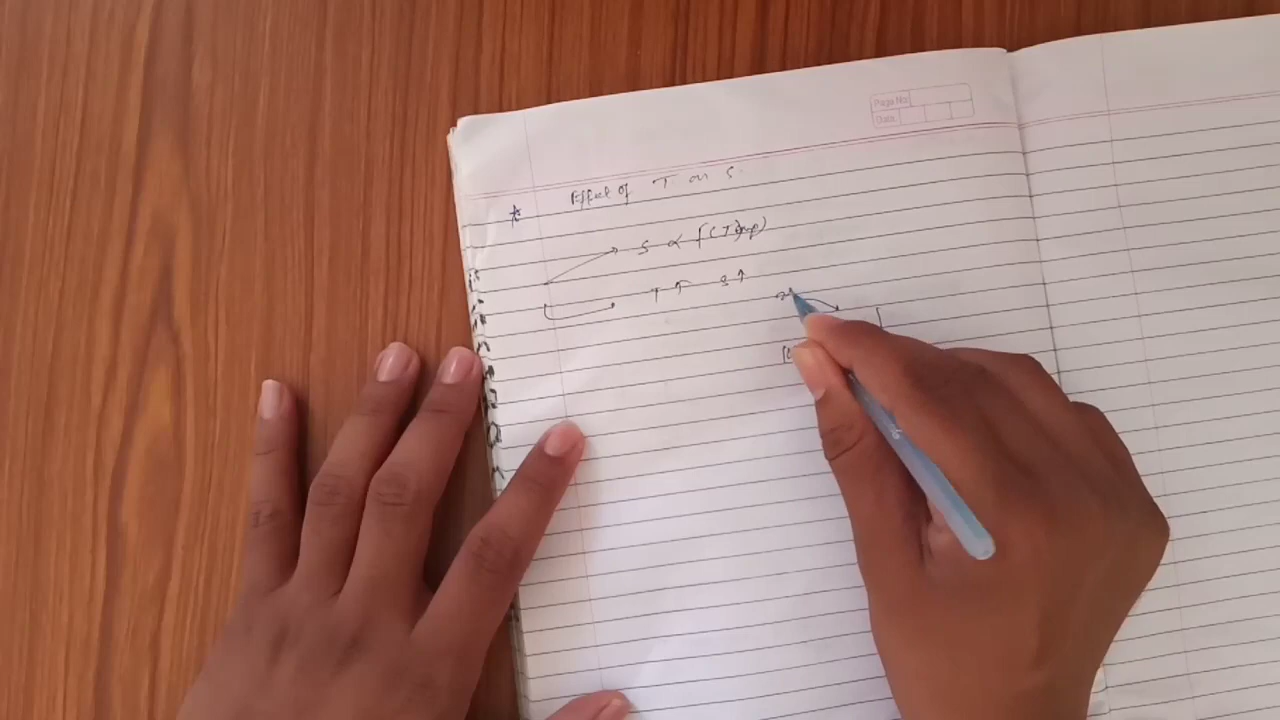 Page No:
Date:
* Effect of T on S.
S ∝ f(Temp)
T ↑ S ↑